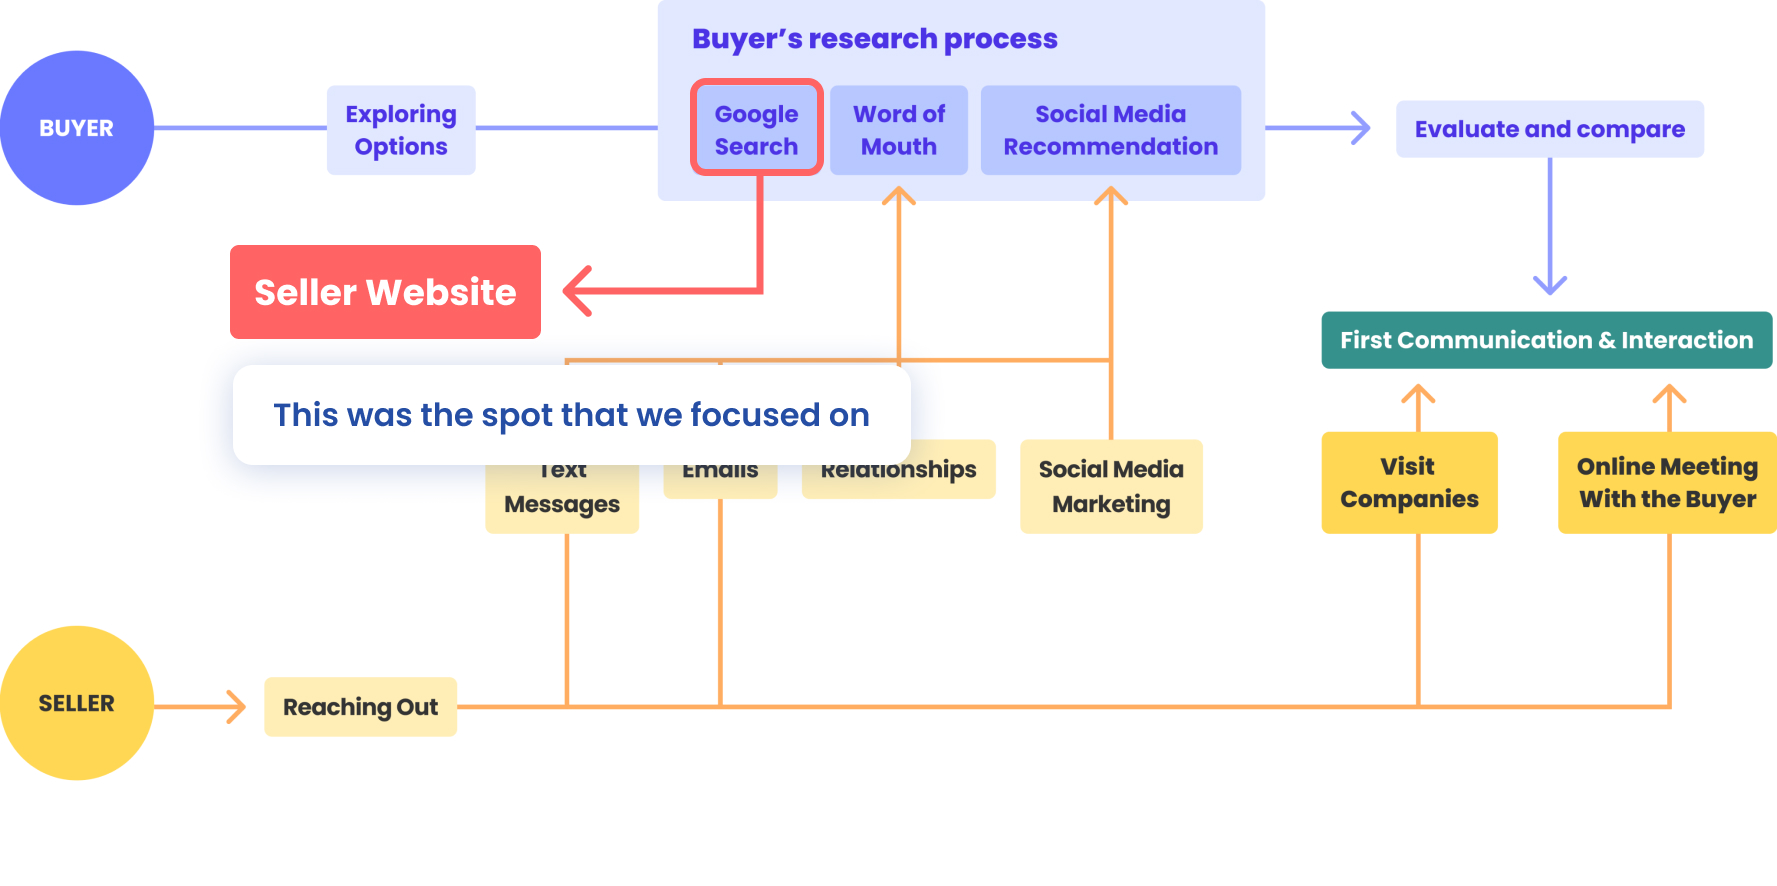 Buyer’s research process
BUYER
Exploring
Options
Google
Search
Word of
Mouth
Social Media
Recommendation
Evaluate and compare
Seller Website
First Communication & Interaction
This was the spot that we focused on
Text
Messages
Emails
Relationships
Social Media
Marketing
Visit
Companies
Online Meeting
With the Buyer
SELLER
Reaching Out